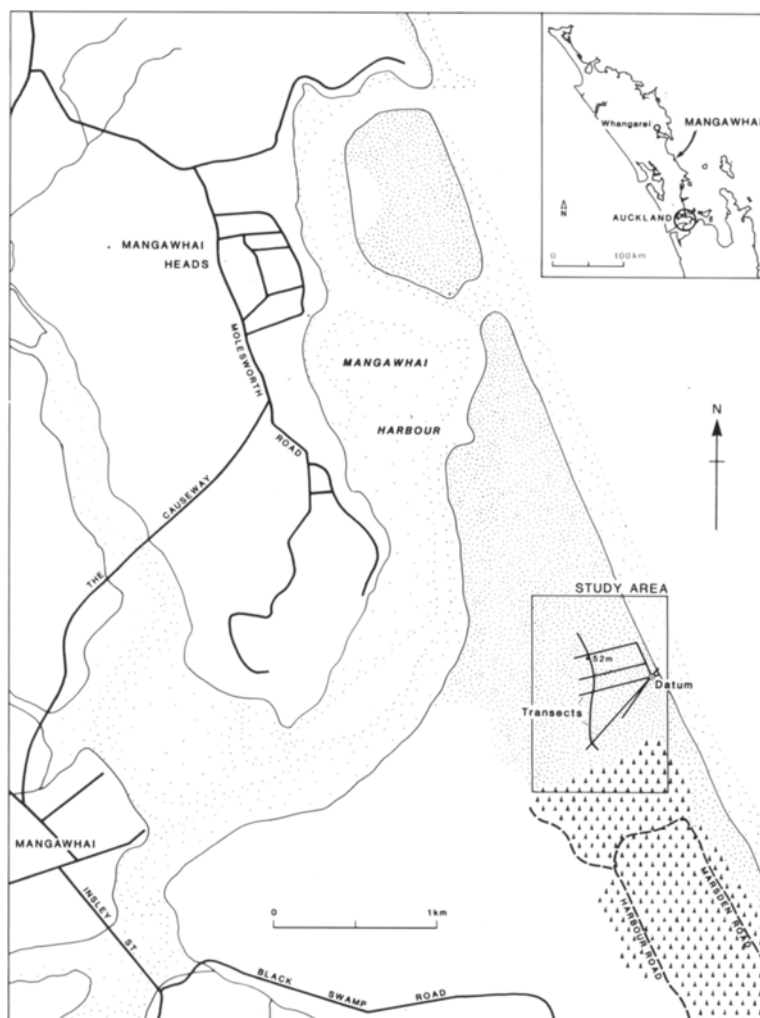 Whangarei
MANGAWHAI
N
AUCKLAND
0 100 km
MANGAWHAI
HEADS
MOLESWORTH
ROAD
MANGAWHAI
HARBOUR
N
THE CAUSEWAY
STUDY AREA
52m
Datum
Transects
MANGAWHAI
INSLEY ST
0 1km
BLACK SWAMP ROAD
HARBOUR ROAD
MARSDEN ROAD